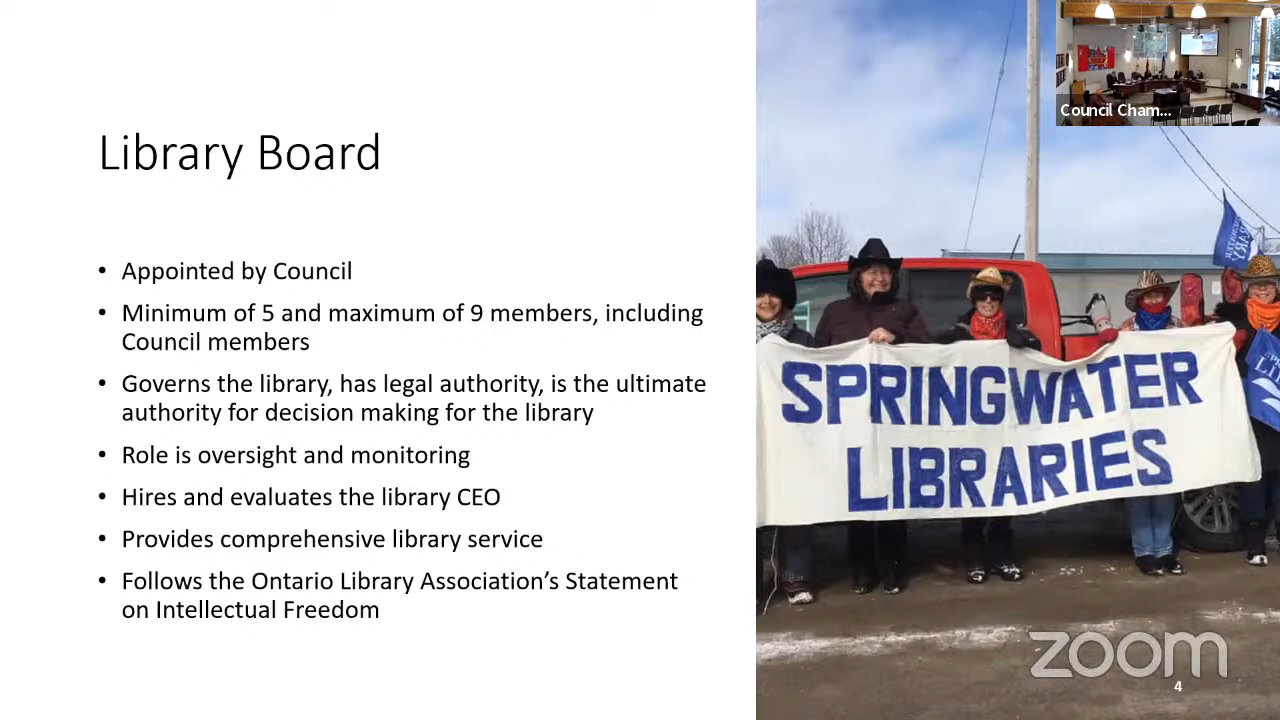 Council Cham...
Library Board
• Appointed by Council
• Minimum of 5 and maximum of 9 members, including
Council members
• Governs the library, has legal authority, is the ultimate
authority for decision making for the library
• Role is oversight and monitoring
• Hires and evaluates the library CEO
• Provides comprehensive library service
• Follows the Ontario Library Association’s Statement
on Intellectual Freedom
SPRINGWATER
LIBRARIES
zoom
4